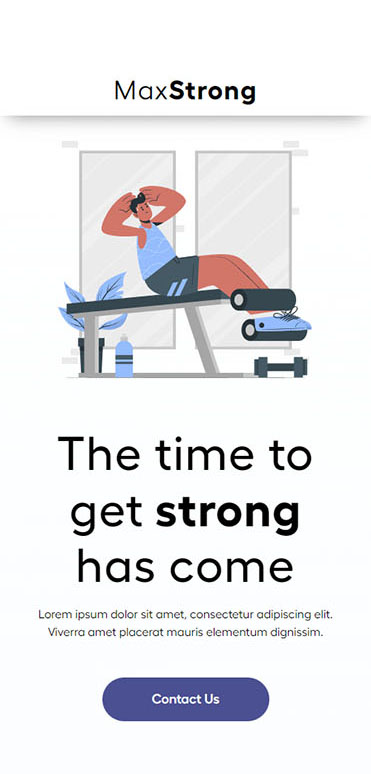 MaxStrong
The time to
get strong
has come
Lorem ipsum dolor sit amet, consectetur adipiscing elit.
Viverra amet placerat mauris elementum dignissim.
Contact Us